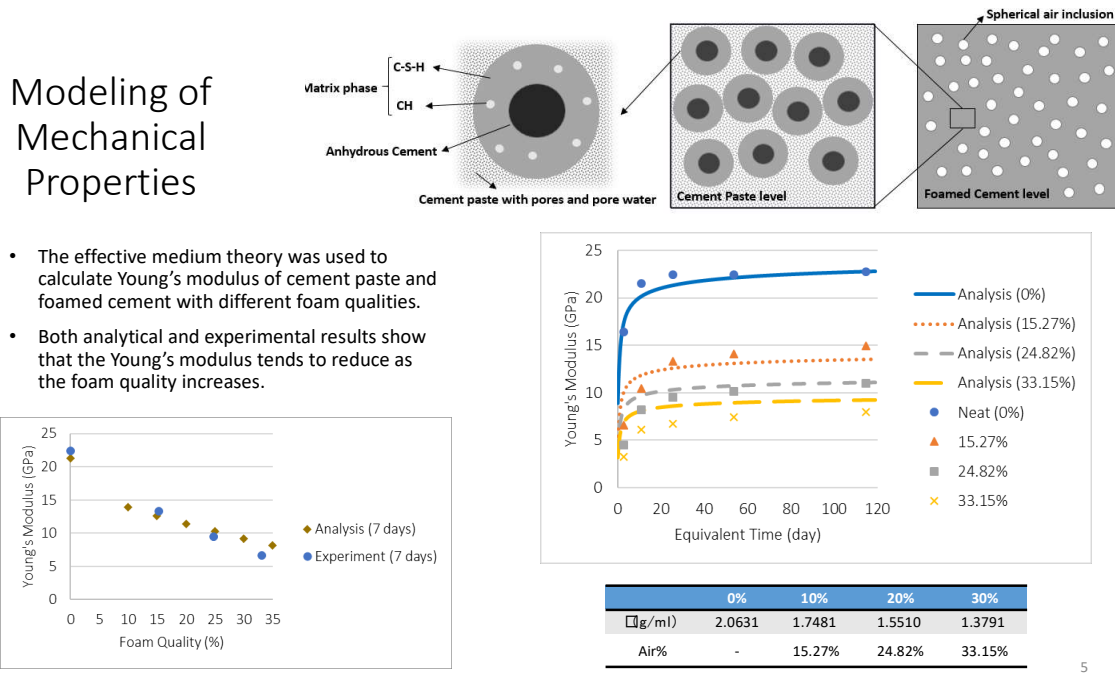 Modeling of
Mechanical
Properties
Matrix phase
C-S-H
CH
Anhydrous Cement
Cement paste with pores and pore water
Cement Paste level
Spherical air inclusion
Foamed Cement level
• The effective medium theory was used to
calculate Young's modulus of cement paste and
foamed cement with different foam qualities.
• Both analytical and experimental results show
that the Young's modulus tends to reduce as
the foam quality increases.
Young's Modulus (GPa)
25
20
15
10
5
0
0 5 10 15 20 25 30 35
Foam Quality (%)
Analysis (7 days)
Experiment (7 days)
Young's Modulus (GPa)
25
20
15
10
5
0
0 20 40 60 80 100 120
Equivalent Time (day)
Analysis (0%)
Analysis (15.27%)
Analysis (24.82%)
Analysis (33.15%)
Neat (0%)
15.27%
24.82%
33.15%
0% 10% 20% 30%
(g/ml) 2.0631 1.7481 1.5510 1.3791
Air% - 15.27% 24.82% 33.15%
5